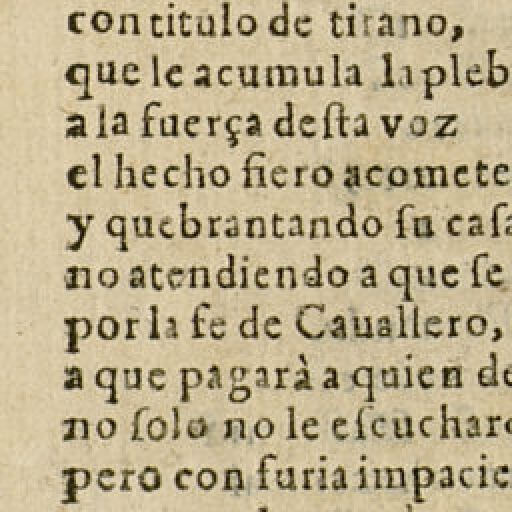 con titulo de tirano,
que le acumula la pleb
a la fuerça desta voz
el hecho fiero acomete
y quebrantando su casa
no atendiendo a que se
por la fe de Cauallero,
a que pagarà a quien de
no solo no le escucharo
pero con furia impacie